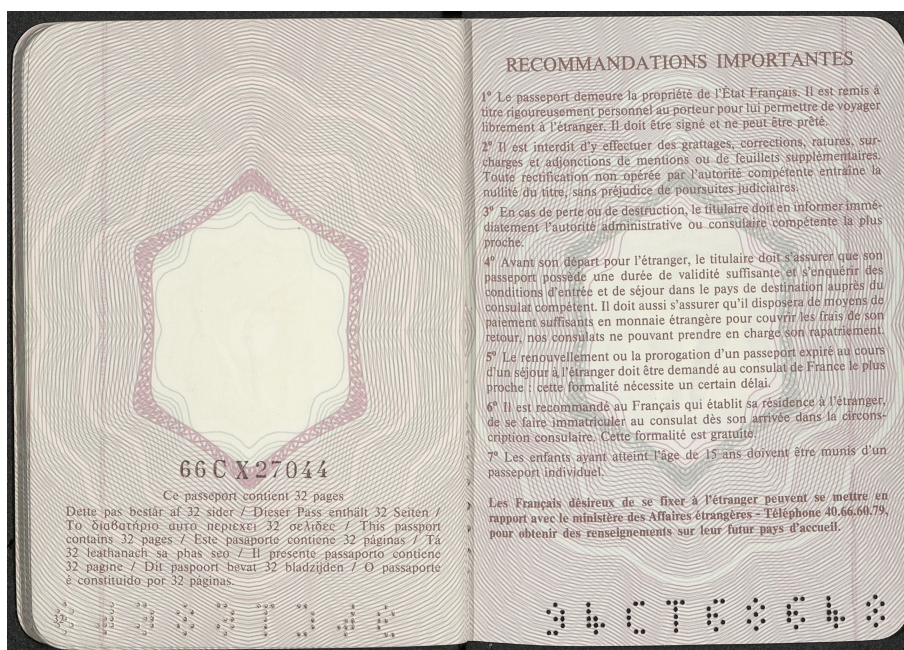 66CX27044
Ce passeport contient 32 pages
Dette pas består af 32 sider / Dieser Pass enthält 32 Seiten /
Το διαβατήριο αυτο περιεχει 32 σελιδες / This passport
contains 32 pages / Este pasaporte contiene 32 páginas / Tá
32 leathanach sa phas seo / Il presente passaporto contiene
32 pagine / Dit paspoort bevat 32 bladzijden / O passaporte
é constituido por 32 páginas.
32
RECOMMANDATIONS IMPORTANTES
1° Le passeport demeure la propriété de l'État Français. Il est remis à
titre rigoureusement personnel au porteur pour lui permettre de voyager
librement à l'étranger. Il doit être signé et ne peut être prêté.
2° Il est interdit d'y effectuer des grattages, corrections, ratures, sur-
charges et adjonctions de mentions ou de feuillets supplémentaires.
Toute rectification non opérée par l'autorité compétente entraîne la
nullité du titre, sans préjudice de poursuites judiciaires.
3° En cas de perte ou de destruction, le titulaire doit en informer immé-
diatement l'autorité administrative ou consulaire compétente la plus
proche.
4° Avant son départ pour l'étranger, le titulaire doit s'assurer que son
passeport possède une durée de validité suffisante et s'enquérir des
conditions d'entrée et de séjour dans le pays de destination auprès du
consulat compétent. Il doit aussi s'assurer qu'il disposera de moyens de
paiement suffisants en monnaie étrangère pour couvrir les frais de son
retour, nos consulats ne pouvant prendre en charge son rapatriement.
5° Le renouvellement ou la prorogation d'un passeport expiré au cours
d'un séjour à l'étranger doit être demandé au consulat de France le plus
proche : cette formalité nécessite un certain délai.
6° Il est recommandé au Français qui établit sa résidence à l'étranger,
de se faire immatriculer au consulat dès son arrivée dans la circons-
cription consulaire. Cette formalité est gratuite.
7° Les enfants ayant atteint l'âge de 15 ans doivent être munis d'un
passeport individuel.
Les Français désireux de se fixer à l'étranger peuvent se mettre en
rapport avec le ministère des Affaires étrangères - Téléphone 40.66.60.79,
pour obtenir des renseignements sur leur futur pays d'accueil.